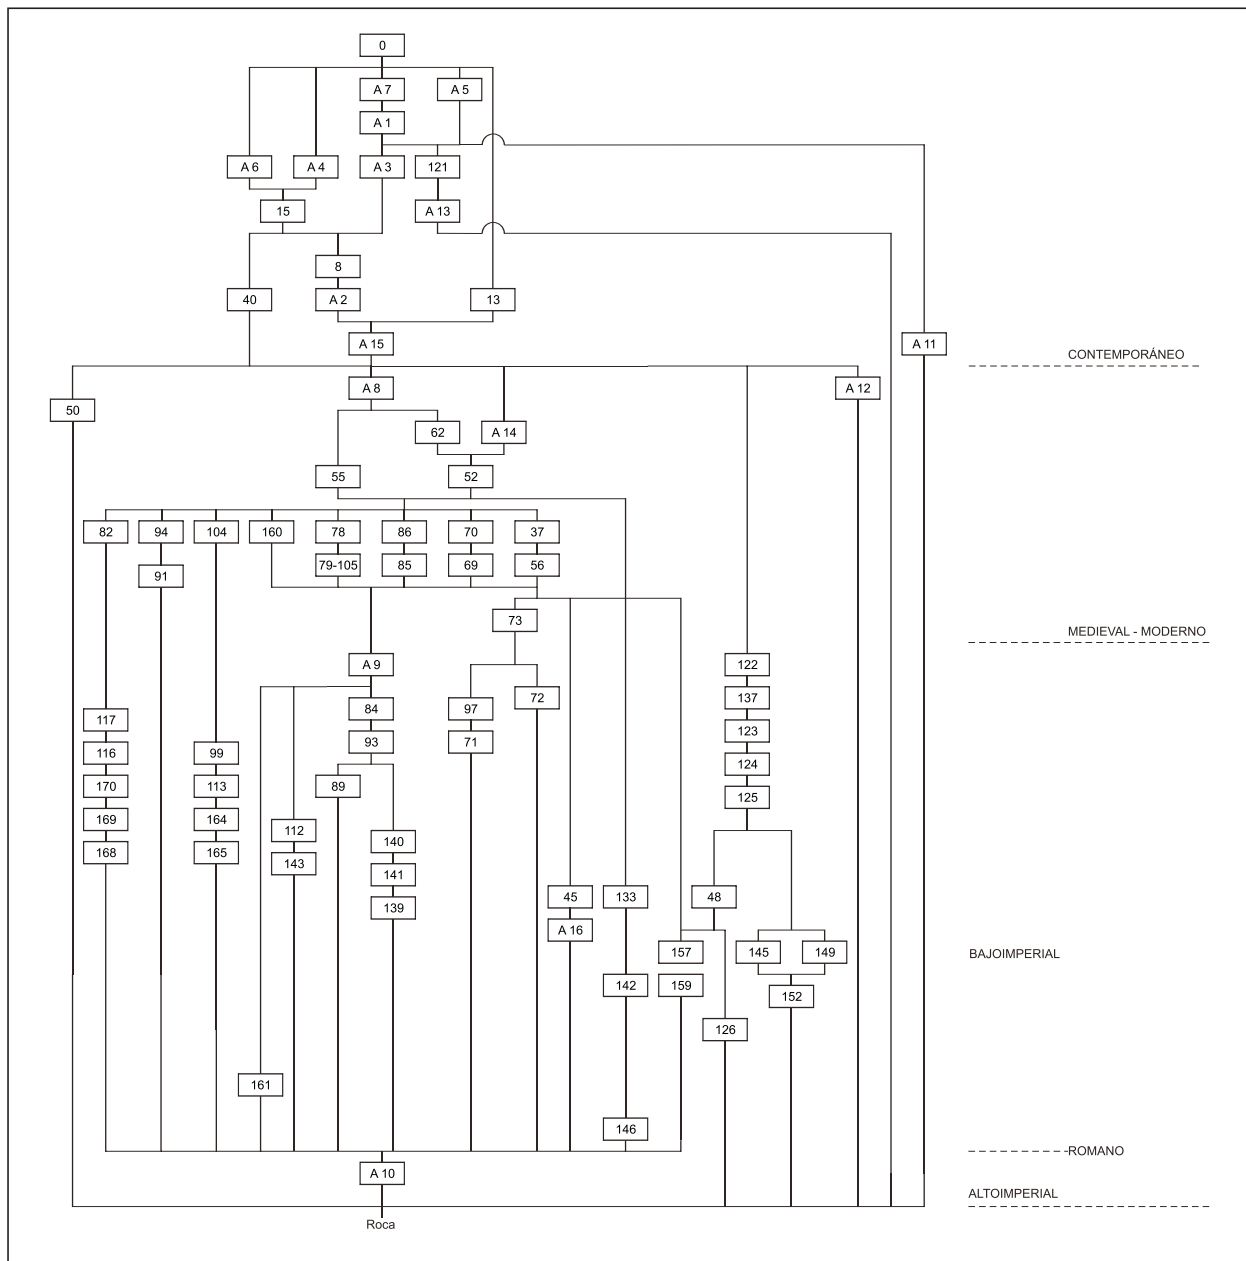 0
A 7 A 5
A 1
A 6 A 4 A 3 121
15 A 13
8
40 A 2 13
A 15 A 11
CONTEMPORÁNEO
A 8 A 12
50
62 A 14
55 52
82 94 104 160 78 86 70 37
91 79-105 85 69 56
73
MEDIEVAL - MODERNO
A 9 122
72 137
117 84 97
116 99 93 71 123
124
170 113 89 125
169 164 112
168 165 143 140
141
45 133 48
139
A 16
157 145 149 BAJOIMPERIAL
142 159 152
126
161
146
ROMANO
A 10
ALTOIMPERIAL
Roca